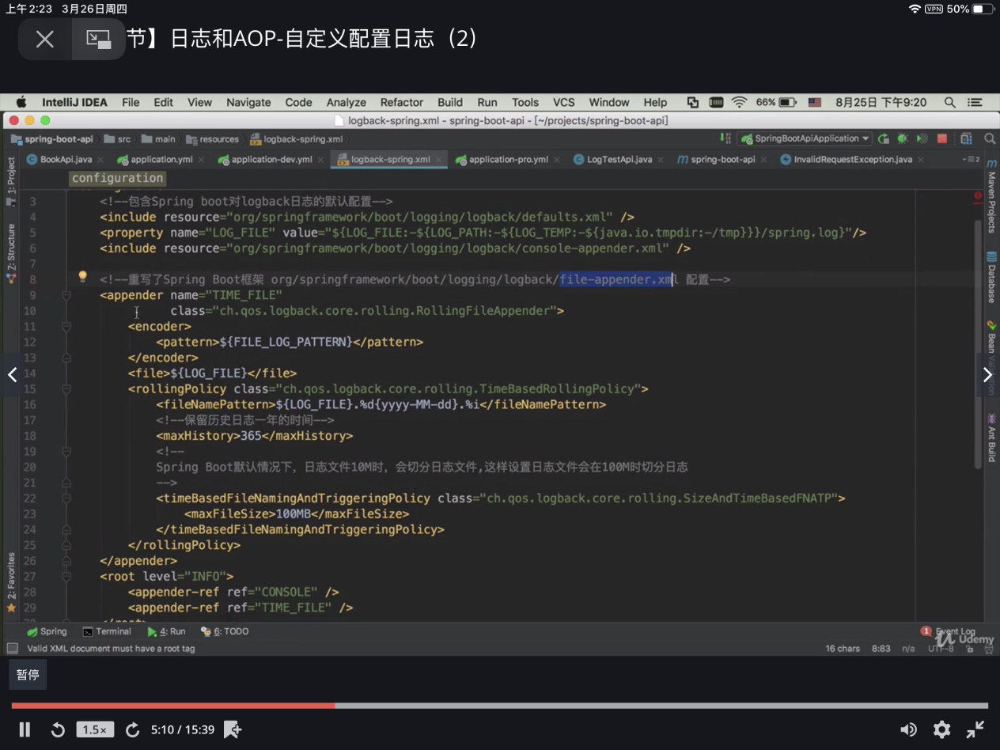 上午2:23 3月26日周四
VPN 50%
节】日志和AOP-自定义配置日志（2）
IntelliJ IDEA File Edit View Navigate Code Analyze Refactor Build Run Tools VCS Window Help 66% 8月25日 下午9:20
logback-spring.xml - spring-boot-api - [~/projects/spring-boot-api]
spring-boot-api src main resources logback-spring.xml SpringBootApiApplication
BookApi.java application.yml application-dev.yml logback-spring.xml application-pro.yml LogTestApi.java spring-boot-api InvalidRequestException.java
configuration
3 <!--包含Spring boot对logback日志的默认配置-->
4 <include resource="org/springframework/boot/logging/logback/defaults.xml" />
5 <property name="LOG_FILE" value="${LOG_FILE:-${LOG_PATH:-${LOG_TEMP:-${java.io.tmpdir:-/tmp}}}/spring.log}"/>
6 <include resource="org/springframework/boot/logging/logback/console-appender.xml" />
7
8 <!--重写了Spring Boot框架 org/springframework/boot/logging/logback/file-appender.xml 配置-->
9 <appender name="TIME_FILE"
10 class="ch.qos.logback.core.rolling.RollingFileAppender">
11 <encoder>
12 <pattern>${FILE_LOG_PATTERN}</pattern>
13 </encoder>
14 <file>${LOG_FILE}</file>
15 <rollingPolicy class="ch.qos.logback.core.rolling.TimeBasedRollingPolicy">
16 <fileNamePattern>${LOG_FILE}.%d{yyyy-MM-dd}.%i</fileNamePattern>
17 <!--保留历史日志一年的时间-->
18 <maxHistory>365</maxHistory>
19 <!--
20 Spring Boot默认情况下，日志文件10M时，会切分日志文件,这样设置日志文件会在100M时切分日志
21 -->
22 <timeBasedFileNamingAndTriggeringPolicy class="ch.qos.logback.core.rolling.SizeAndTimeBasedFNATP">
23 <maxFileSize>100MB</maxFileSize>
24 </timeBasedFileNamingAndTriggeringPolicy>
25 </rollingPolicy>
26 </appender>
27 <root level="INFO">
28 <appender-ref ref="CONSOLE" />
29 <appender-ref ref="TIME_FILE" />
1: Project
Z: Structure
2: Favorites
Maven Projects
Database
Bean Validation
Ant Build
Spring Terminal 4: Run 6: TODO 1 Event Log
Udemy
Valid XML document must have a root tag 16 chars 8:83 n/a UTF-8
暂停
1.5× 5:10 / 15:39